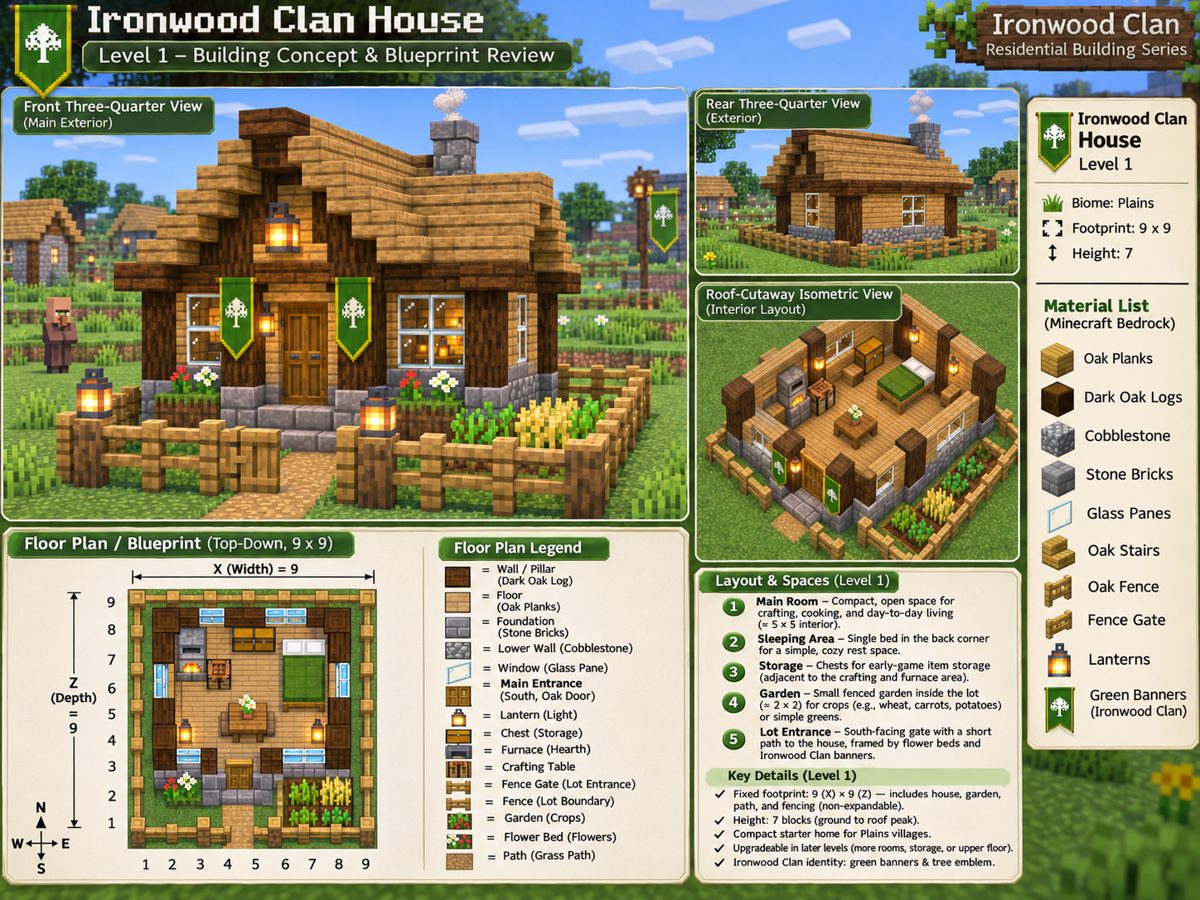 Ironwood Clan House
Level 1 – Building Concept & Blueprint Review
Ironwood Clan
Residential Building Series
Front Three-Quarter View
(Main Exterior)
Rear Three-Quarter View
(Exterior)
Roof-Cutaway Isometric View
(Interior Layout)
Ironwood Clan
House
Level 1
Biome: Plains
Footprint: 9 x 9
Height: 7
Material List
(Minecraft Bedrock)
Oak Planks
Dark Oak Logs
Cobblestone
Stone Bricks
Glass Panes
Oak Stairs
Oak Fence
Fence Gate
Lanterns
Green Banners
(Ironwood Clan)
Floor Plan / Blueprint (Top-Down, 9 x 9)
X (Width) = 9
9
8
7
6
5
4
3
2
1
Z
(Depth)
=
9
N
W E
S
1 2 3 4 5 6 7 8 9
Floor Plan Legend
= Wall / Pillar
(Dark Oak Log)
= Floor
(Oak Planks)
= Foundation
(Stone Bricks)
= Lower Wall (Cobblestone)
= Window (Glass Pane)
= Main Entrance
(South, Oak Door)
= Lantern (Light)
= Chest (Storage)
= Furnace (Hearth)
= Crafting Table
= Fence Gate (Lot Entrance)
= Fence (Lot Boundary)
= Garden (Crops)
= Flower Bed (Flowers)
= Path (Grass Path)
Layout & Spaces (Level 1)
1 Main Room – Compact, open space for
crafting, cooking, and day-to-day living
(≈ 5 × 5 interior).
2 Sleeping Area – Single bed in the back corner
for a simple, cozy rest space.
3 Storage – Chests for early-game item storage
(adjacent to the crafting and furnace area).
4 Garden – Small fenced garden inside the lot
(≈ 2 × 2) for crops (e.g., wheat, carrots, potatoes)
or simple greens.
5 Lot Entrance – South-facing gate with a short
path to the house, framed by flower beds and
Ironwood Clan banners.
Key Details (Level 1)
✓ Fixed footprint: 9 (X) × 9 (Z) — includes house, garden,
path, and fencing (non-expandable).
✓ Height: 7 blocks (ground to roof peak).
✓ Compact starter home for Plains villages.
✓ Upgradeable in later levels (more rooms, storage, or upper floor).
✓ Ironwood Clan identity: green banners & tree emblem.